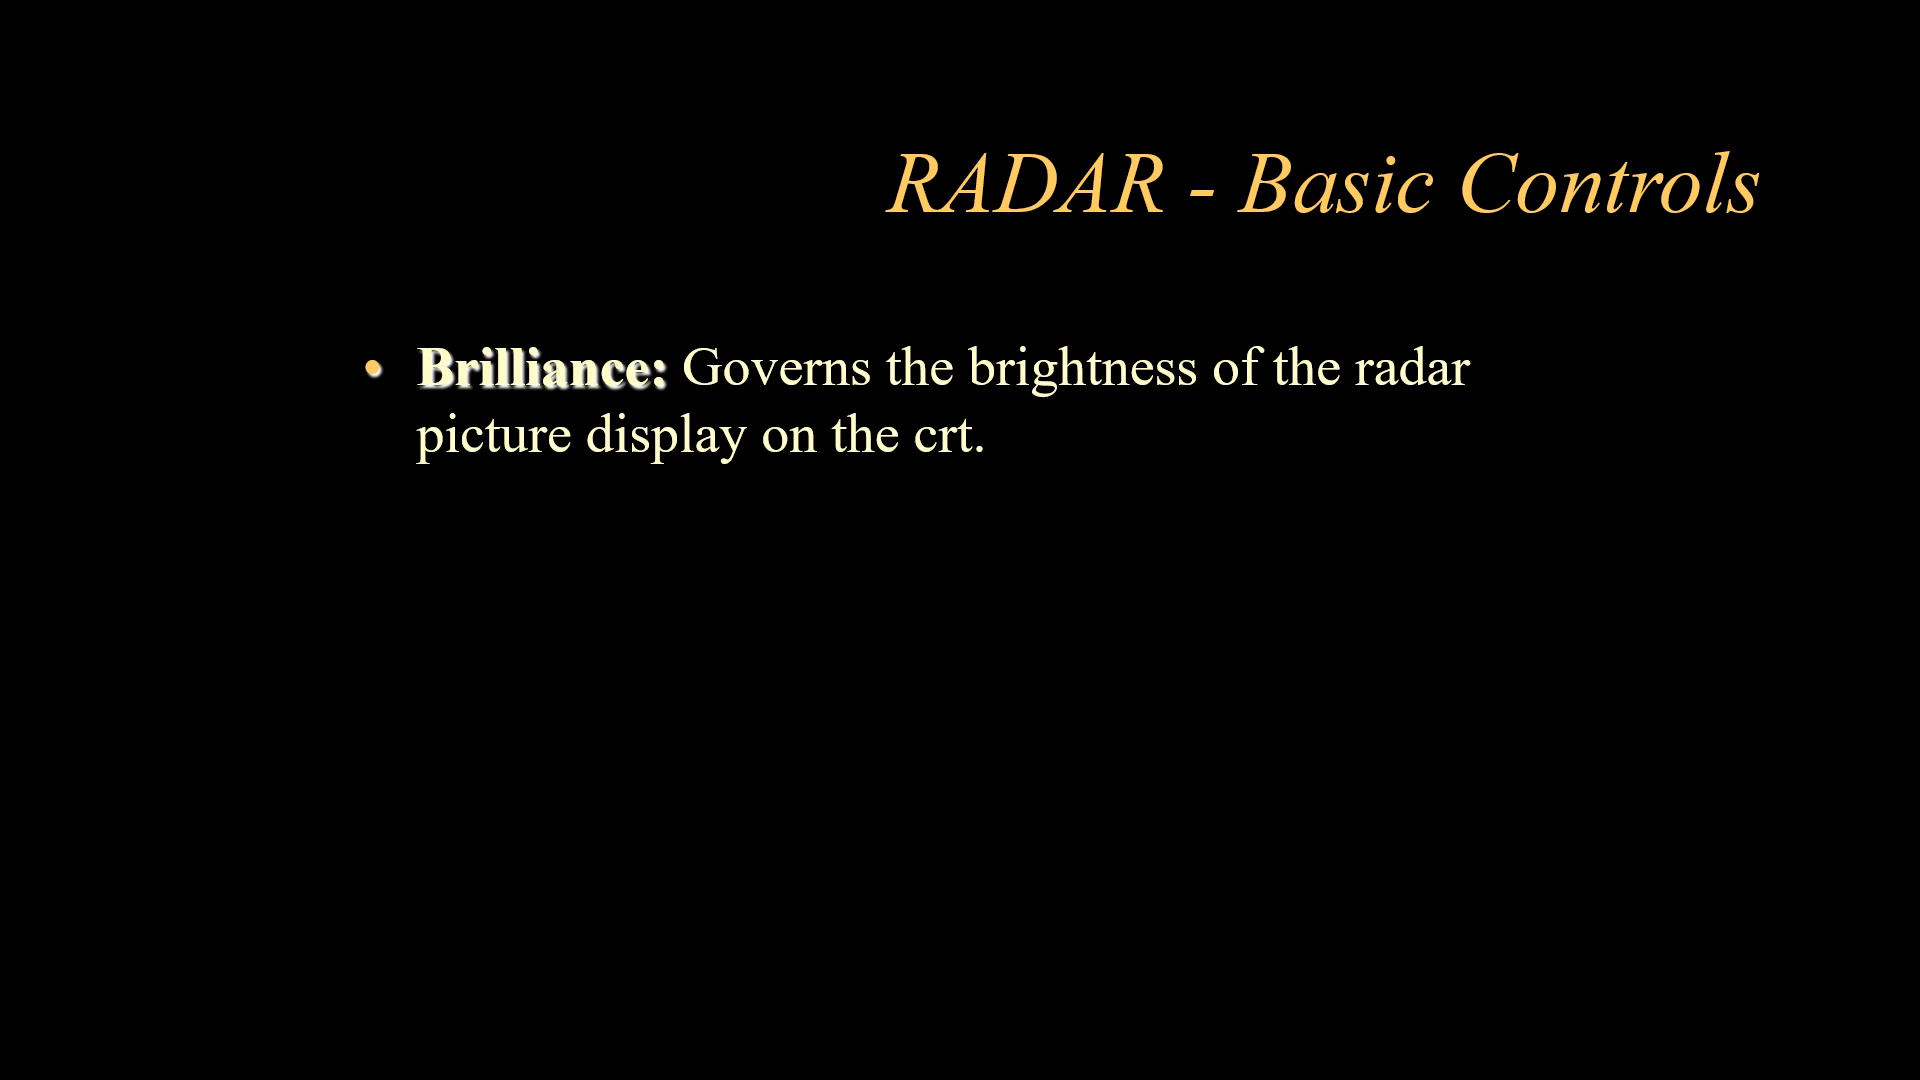 RADAR - Basic Controls
• Brilliance: Governs the brightness of the radar
picture display on the crt.